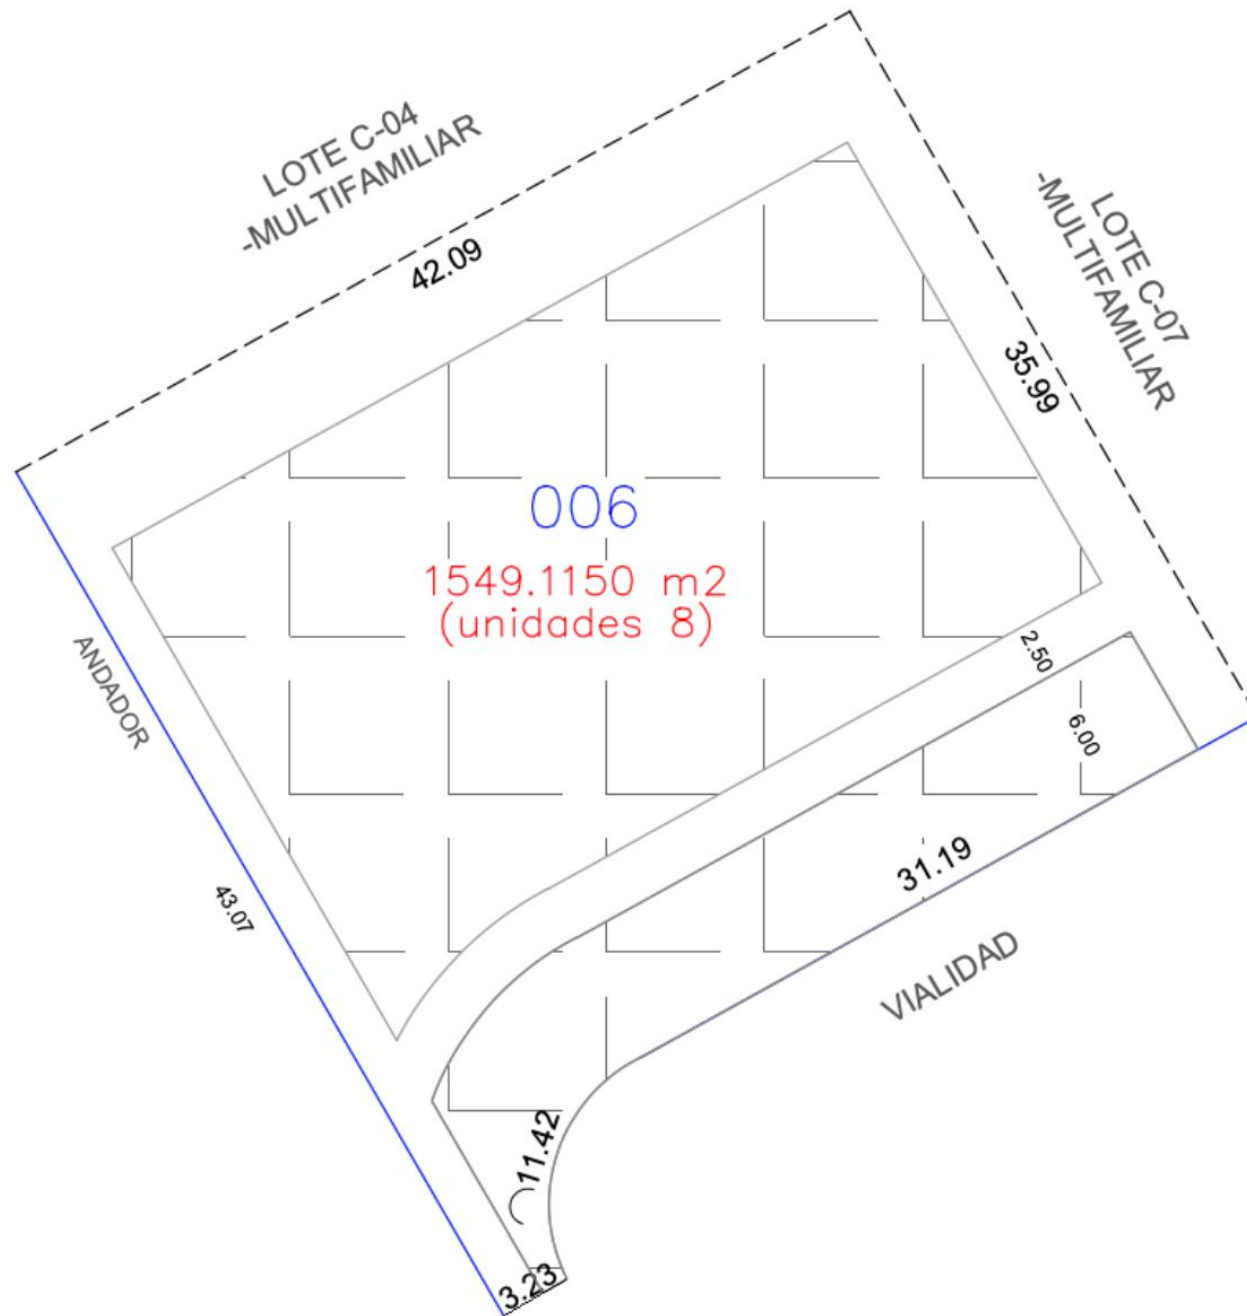 LOTE C-04
-MULTIFAMILIAR
42.09
LOTE C-07
-MULTIFAMILIAR
35.99
006
1549.1150 m2
(unidades 8)
2.50
ANDADOR
6.00
31.19
43.07
VIALIDAD
11.42
3.23